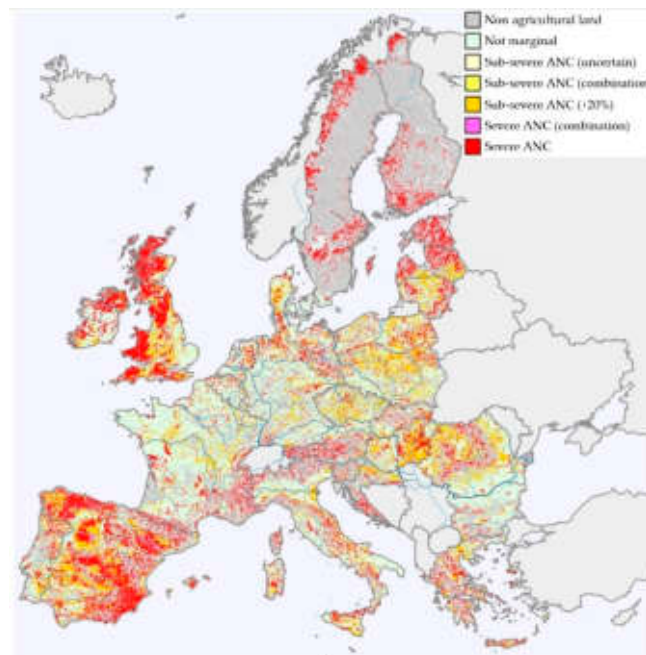 Non agricultural land
Not marginal
Sub-severe ANC (uncertain)
Sub-severe ANC (combination
Sub-severe ANC (+20%)
Severe ANC (combination)
Severe ANC